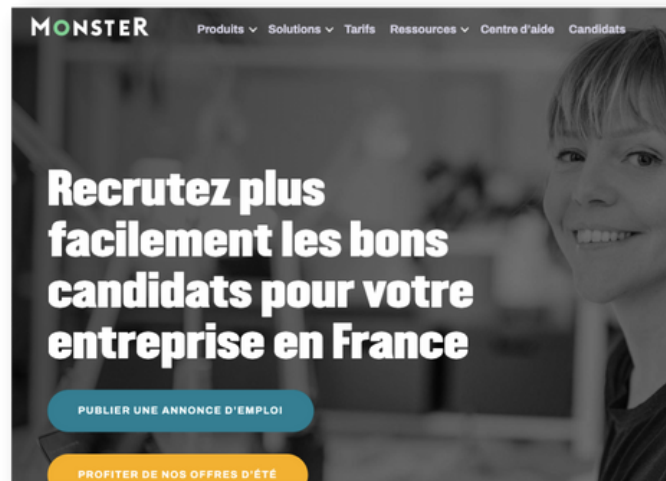 MONSTER
Produits Solutions Tarifs Ressources Centre d'aide Candidats
Recrutez plus
facilement les bons
candidats pour votre
entreprise en France
PUBLIER UNE ANNONCE D'EMPLOI
PROFITER DE NOS OFFRES D'ÉTÉ